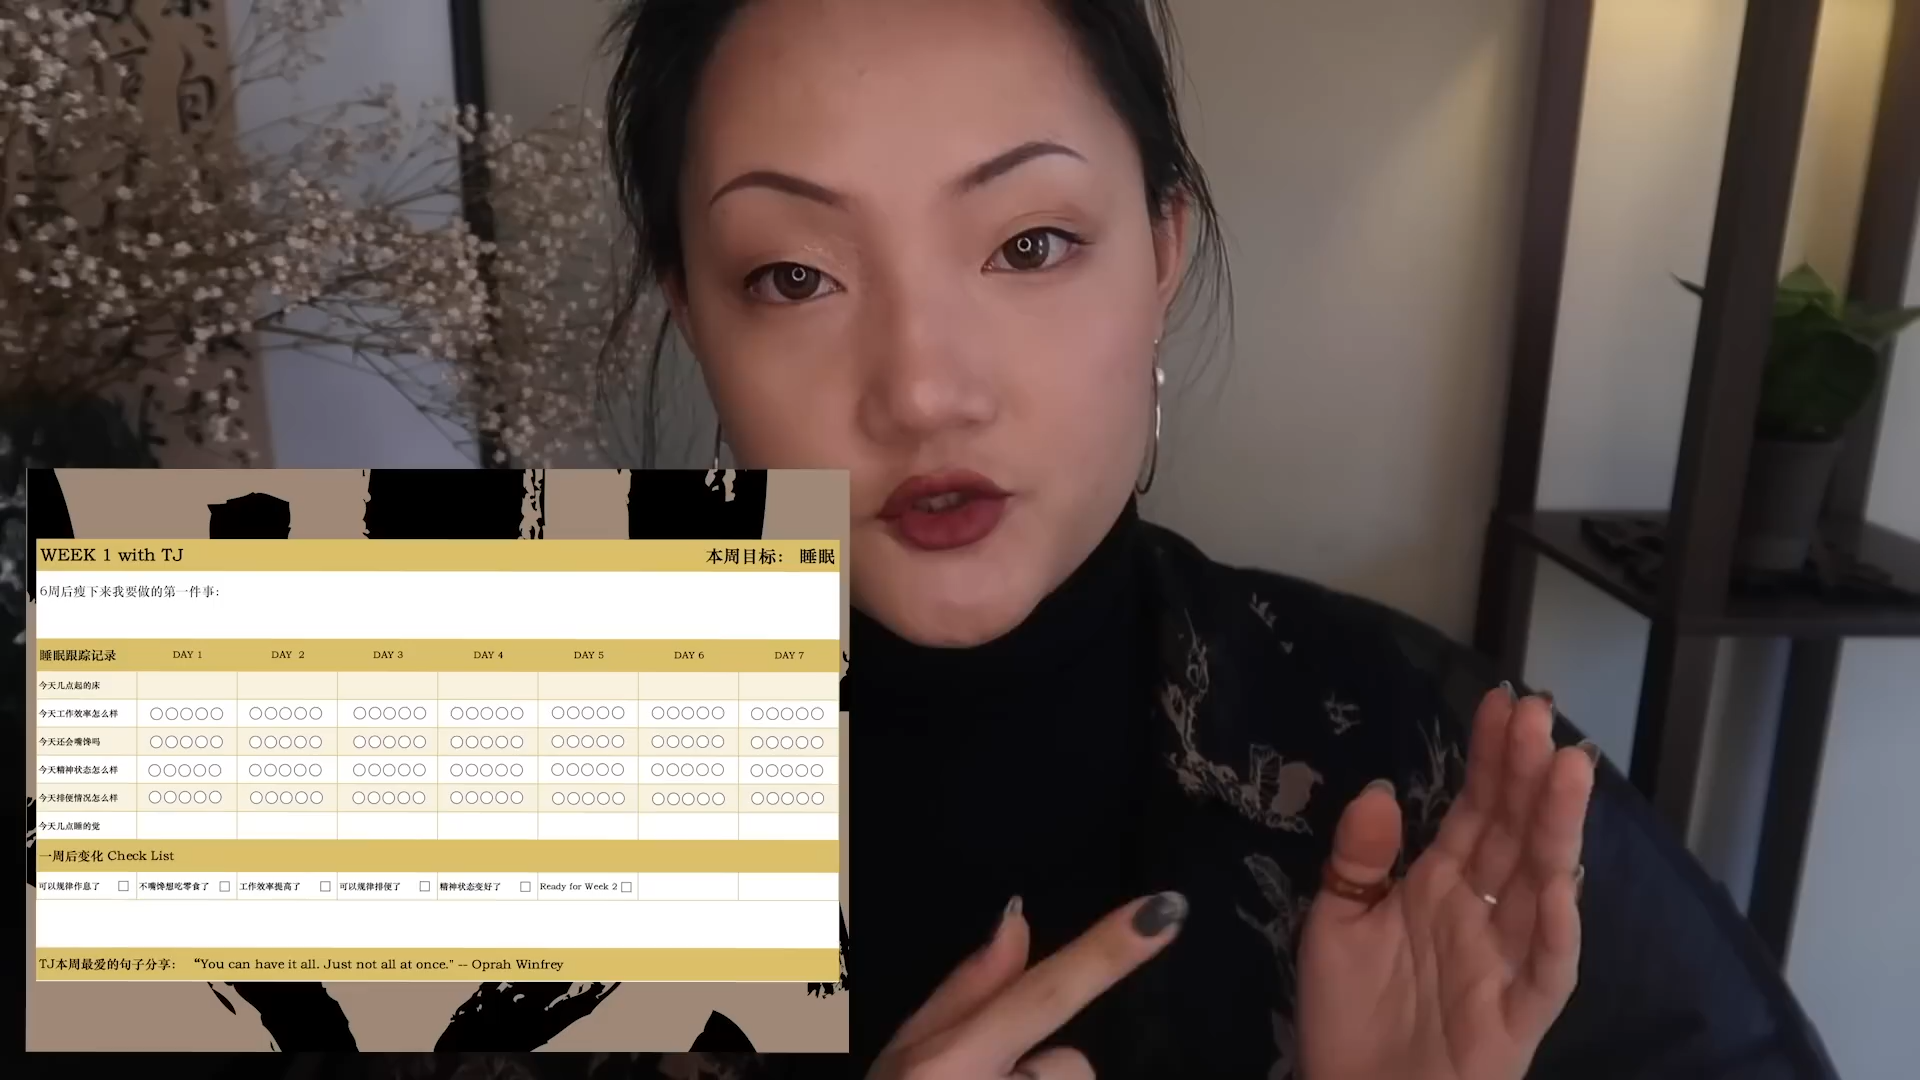 WEEK 1 with TJ 本周目标： 睡眠
6周后瘦下来我要做的第一件事:
睡眠跟踪记录 DAY 1 DAY 2 DAY 3 DAY 4 DAY 5 DAY 6 DAY 7
今天几点起的床
今天工作效率怎么样
今天还会嘴馋吗
今天精神状态怎么样
今天排便情况怎么样
今天几点睡的觉
一周后变化 Check List
可以规律作息了 不嘴馋想吃零食了 工作效率提高了 可以规律排便了 精神状态变好了 Ready for Week 2
TJ本周最爱的句子分享： “You can have it all. Just not all at once.” -- Oprah Winfrey